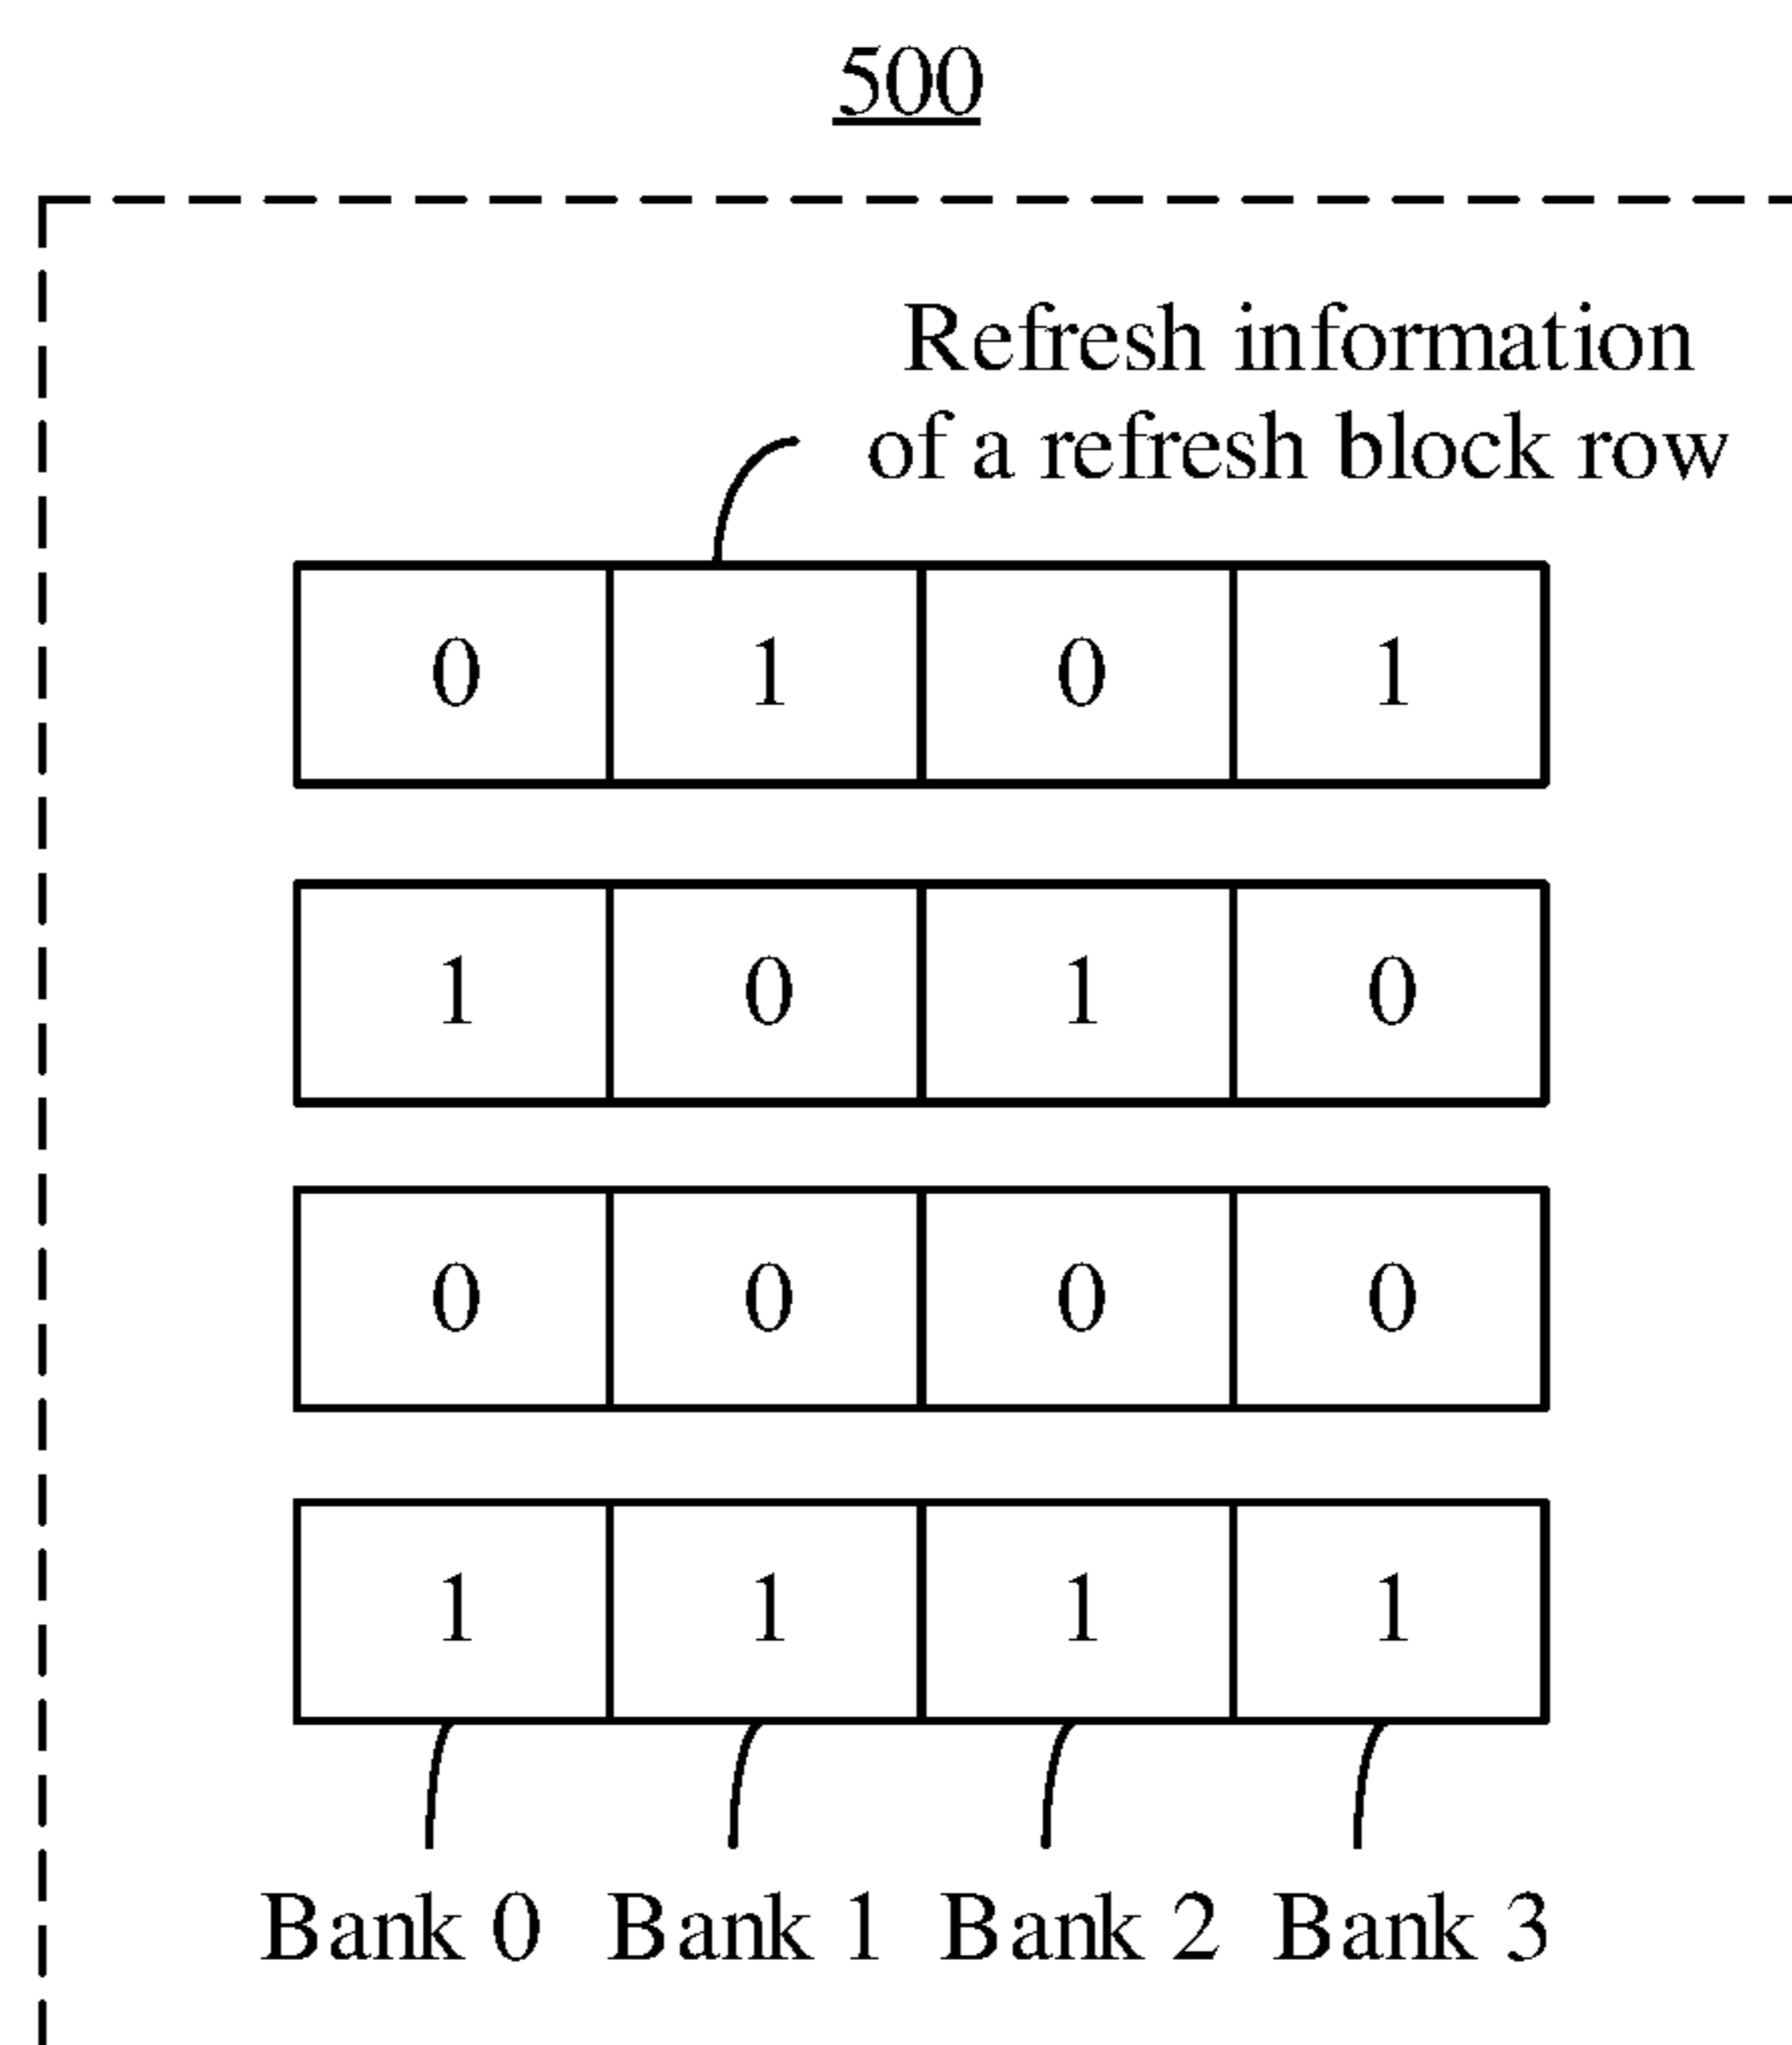 500
Refresh information
of a refresh block row
0 1 0 1
1 0 1 0
0 0 0 0
1 1 1 1
Bank 0 Bank 1 Bank 2 Bank 3